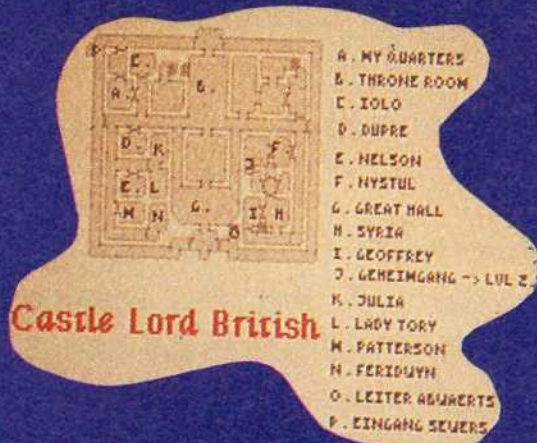 A. MY QUARTERS
B. THRONE ROOM
C. IOLO
D. DUPRE
E. NELSON
F. NYSTUL
G. GREAT HALL
H. SYRIA
I. GEOFFREY
J. GEHEIMGANG -> LVL 2.
K. JULIA
L. LADY TORY
M. PATTERSON
N. FERIDWYN
O. LEITER ABWAERTS
P. EINGANG SEWERS
P
C.
A.
B.
D.
K
F.
J
E.
L
M
N
G.
I
H
O
Castle Lord British